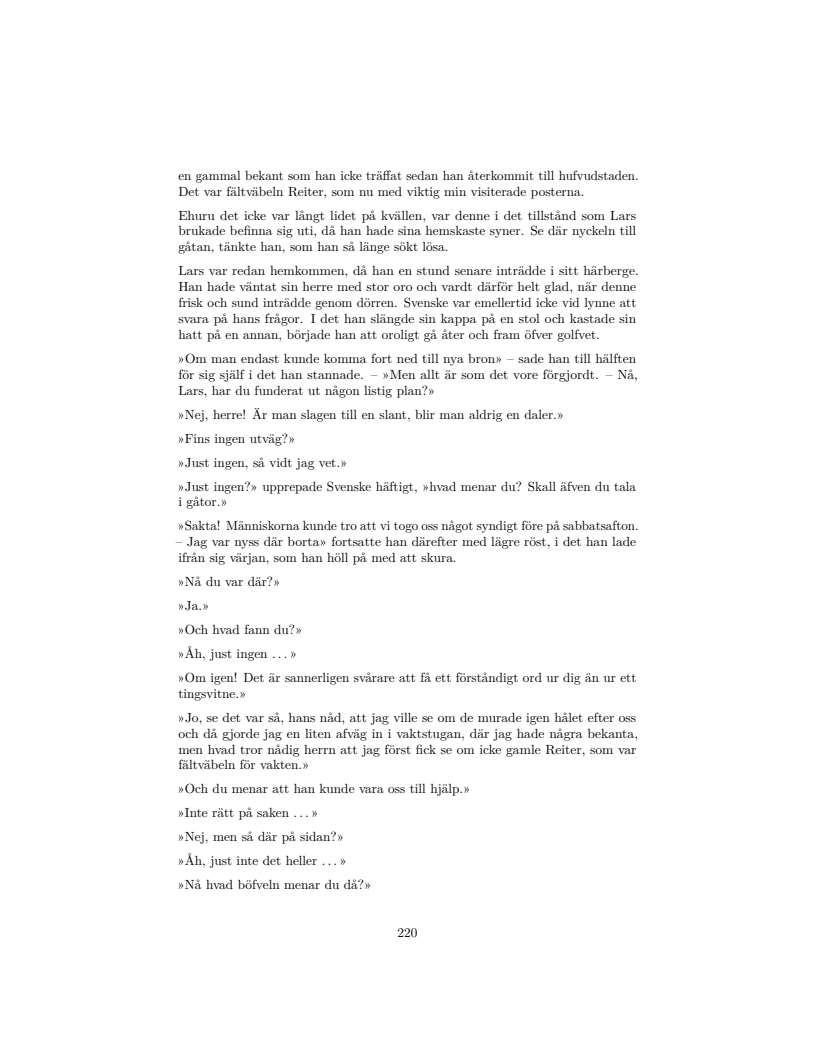 en gammal bekant som han icke träffat sedan han återkommit till hufvudstaden.
Det var fältväbeln Reiter, som nu med viktig min visiterade posterna.
Ehuru det icke var långt lidet på kvällen, var denne i det tillstånd som Lars
brukade befinna sig uti, då han hade sina hemskaste syner. Se där nyckeln till
gåtan, tänkte han, som han så länge sökt lösa.
Lars var redan hemkommen, då han en stund senare inträdde i sitt härberge.
Han hade väntat sin herre med stor oro och vardt därför helt glad, när denne
frisk och sund inträdde genom dörren. Svenske var emellertid icke vid lynne att
svara på hans frågor. I det han slängde sin kappa på en stol och kastade sin
hatt på en annan, började han att oroligt gå åter och fram öfver golfvet.
»Om man endast kunde komma fort ned till nya bron» – sade han till hälften
för sig själf i det han stannade. – »Men allt är som det vore förgjordt. – Nå,
Lars, har du funderat ut någon listig plan?»
»Nej, herre! Är man slagen till en slant, blir man aldrig en daler.»
»Fins ingen utväg?»
»Just ingen, så vidt jag vet.»
»Just ingen?» upprepade Svenske häftigt, »hvad menar du? Skall äfven du tala
i gåtor.»
»Sakta! Människorna kunde tro att vi togo oss något syndigt före på sabbatsafton.
– Jag var nyss där borta» fortsatte han därefter med lägre röst, i det han lade
ifrån sig värjan, som han höll på med att skura.
»Nå du var där?»
»Ja.»
»Och hvad fann du?»
»Åh, just ingen . . . »
»Om igen! Det är sannerligen svårare att få ett förståndigt ord ur dig än ur ett
tingsvitne.»
»Jo, se det var så, hans nåd, att jag ville se om de murade igen hålet efter oss
och då gjorde jag en liten afväg in i vaktstugan, där jag hade några bekanta,
men hvad tror nådig herrn att jag först fick se om icke gamle Reiter, som var
fältväbeln för vakten.»
»Och du menar att han kunde vara oss till hjälp.»
»Inte rätt på saken . . . »
»Nej, men så där på sidan?»
»Åh, just inte det heller . . . »
»Nå hvad böfveln menar du då?»
220